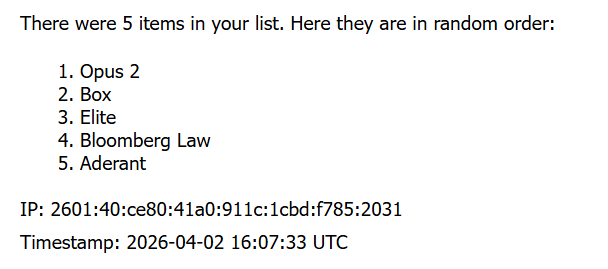 There were 5 items in your list. Here they are in random order:
1. Opus 2
2. Box
3. Elite
4. Bloomberg Law
5. Aderant
IP: 2601:40:ce80:41a0:911c:1cbd:f785:2031
Timestamp: 2026-04-02 16:07:33 UTC